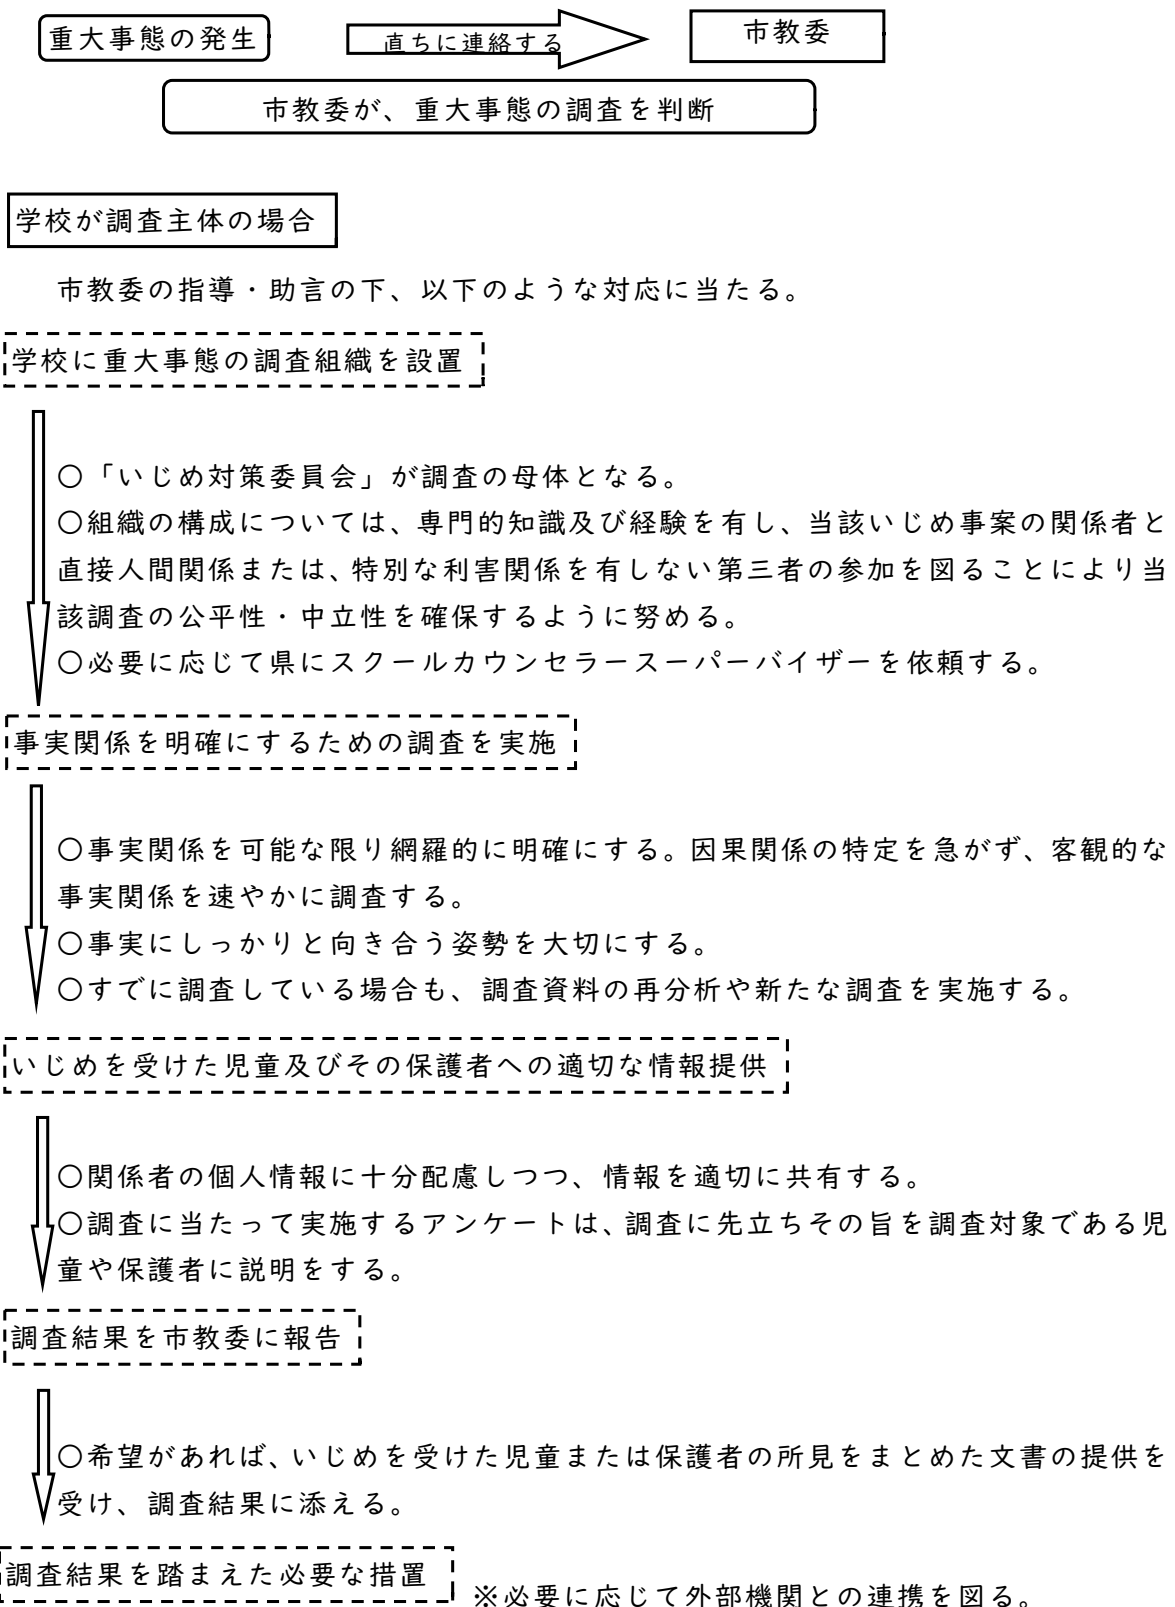 重大事態の発生
直ちに連絡する
市教委
市教委が、重大事態の調査を判断
学校が調査主体の場合
市教委の指導・助言の下、以下のような対応に当たる。
学校に重大事態の調査組織を設置
〇「いじめ対策委員会」が調査の母体となる。
〇組織の構成については、専門的知識及び経験を有し、当該いじめ事案の関係者と
直接人間関係または、特別な利害関係を有しない第三者の参加を図ることにより当
該調査の公平性・中立性を確保するように努める。
〇必要に応じて県にスクールカウンセラースーパーバイザーを依頼する。
事実関係を明確にするための調査を実施
〇事実関係を可能な限り網羅的に明確にする。因果関係の特定を急がず、客観的な
事実関係を速やかに調査する。
〇事実にしっかりと向き合う姿勢を大切にする。
〇すでに調査している場合も、調査資料の再分析や新たな調査を実施する。
いじめを受けた児童及びその保護者への適切な情報提供
〇関係者の個人情報に十分配慮しつつ、情報を適切に共有する。
〇調査に当たって実施するアンケートは、調査に先立ちその旨を調査対象である児
童や保護者に説明をする。
調査結果を市教委に報告
〇希望があれば、いじめを受けた児童または保護者の所見をまとめた文書の提供を
受け、調査結果に添える。
調査結果を踏まえた必要な措置
※必要に応じて外部機関との連携を図る。